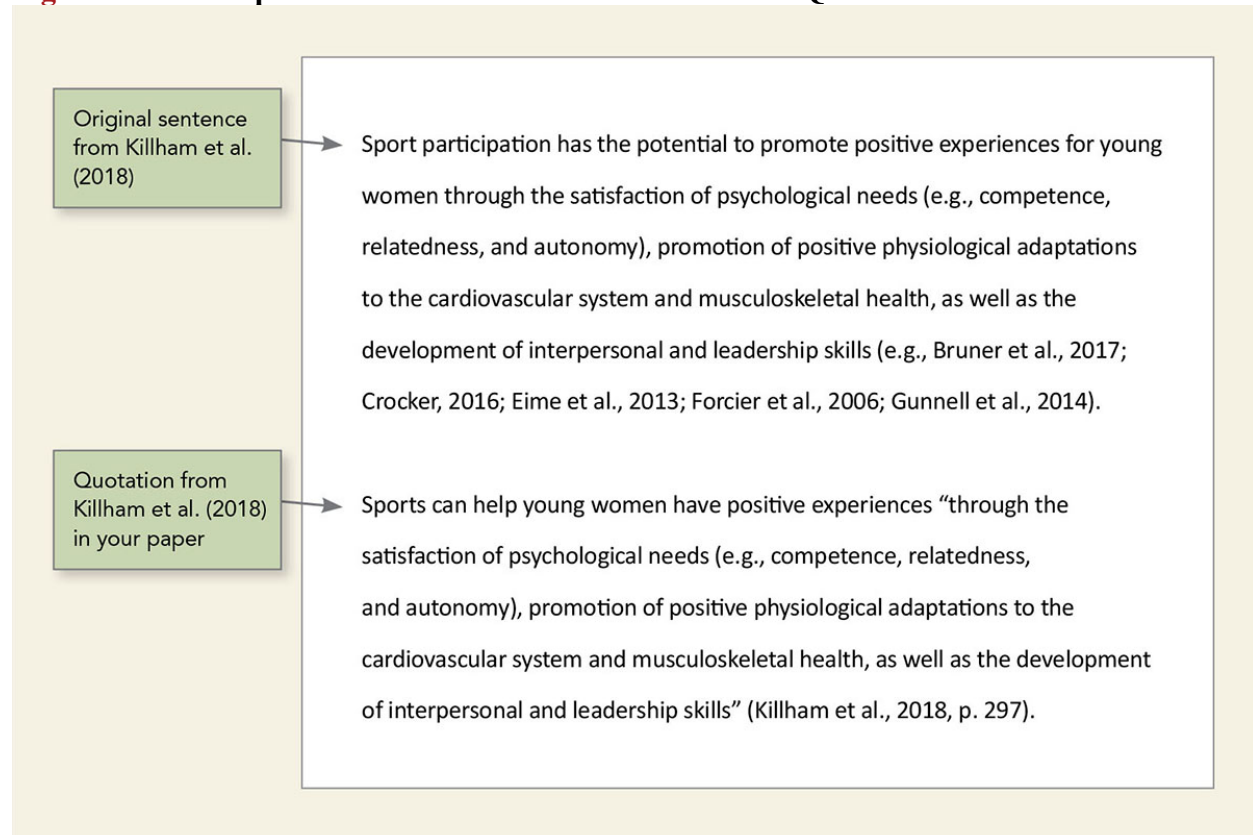 Original sentence
from Killham et al.
(2018)
Sport participation has the potential to promote positive experiences for young
women through the satisfaction of psychological needs (e.g., competence,
relatedness, and autonomy), promotion of positive physiological adaptations
to the cardiovascular system and musculoskeletal health, as well as the
development of interpersonal and leadership skills (e.g., Bruner et al., 2017;
Crocker, 2016; Eime et al., 2013; Forcier et al., 2006; Gunnell et al., 2014).
Quotation from
Killham et al. (2018)
in your paper
Sports can help young women have positive experiences “through the
satisfaction of psychological needs (e.g., competence, relatedness,
and autonomy), promotion of positive physiological adaptations to the
cardiovascular system and musculoskeletal health, as well as the development
of interpersonal and leadership skills” (Killham et al., 2018, p. 297).